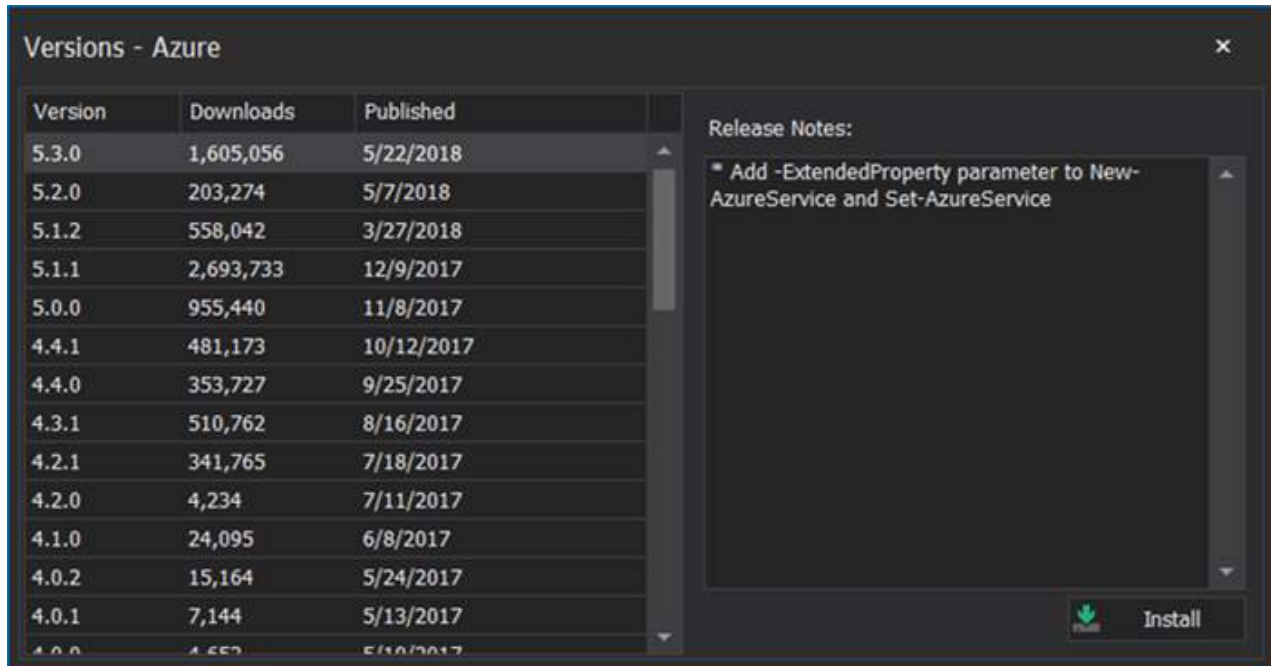 Versions - Azure
Version Downloads Published
5.3.0 1,605,056 5/22/2018
5.2.0 203,274 5/7/2018
5.1.2 558,042 3/27/2018
5.1.1 2,693,733 12/9/2017
5.0.0 955,440 11/8/2017
4.4.1 481,173 10/12/2017
4.4.0 353,727 9/25/2017
4.3.1 510,762 8/16/2017
4.2.1 341,765 7/18/2017
4.2.0 4,234 7/11/2017
4.1.0 24,095 6/8/2017
4.0.2 15,164 5/24/2017
4.0.1 7,144 5/13/2017
Release Notes:
* Add -ExtendedProperty parameter to New-
AzureService and Set-AzureService
Install